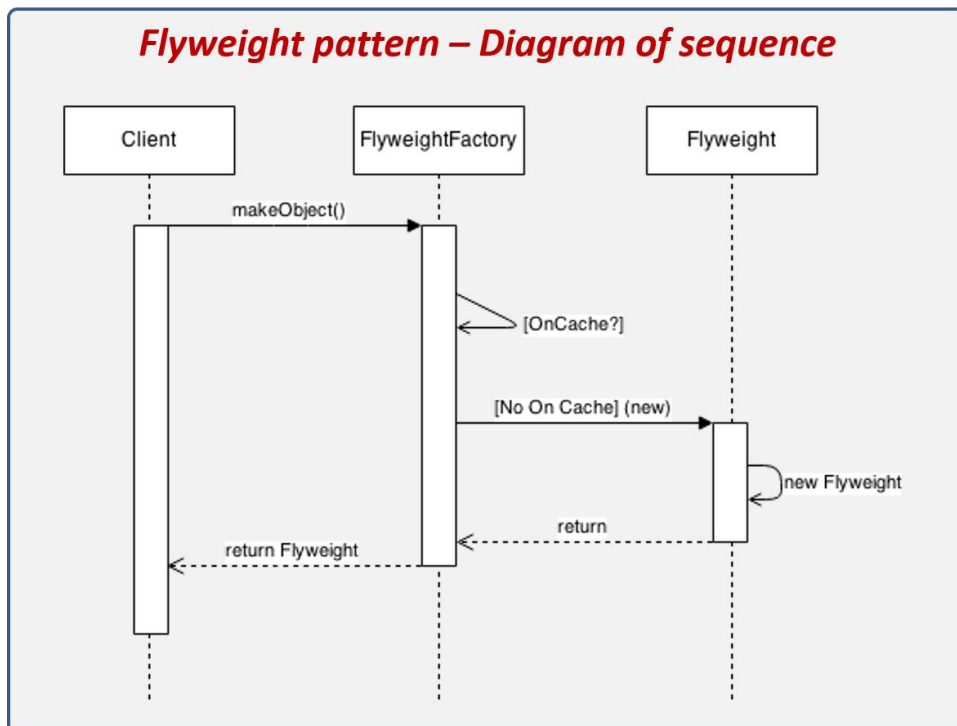 Flyweight pattern – Diagram of sequence
Client
FlyweightFactory
Flyweight
makeObject()
[OnCache?]
[No On Cache] (new)
new Flyweight
return
return Flyweight